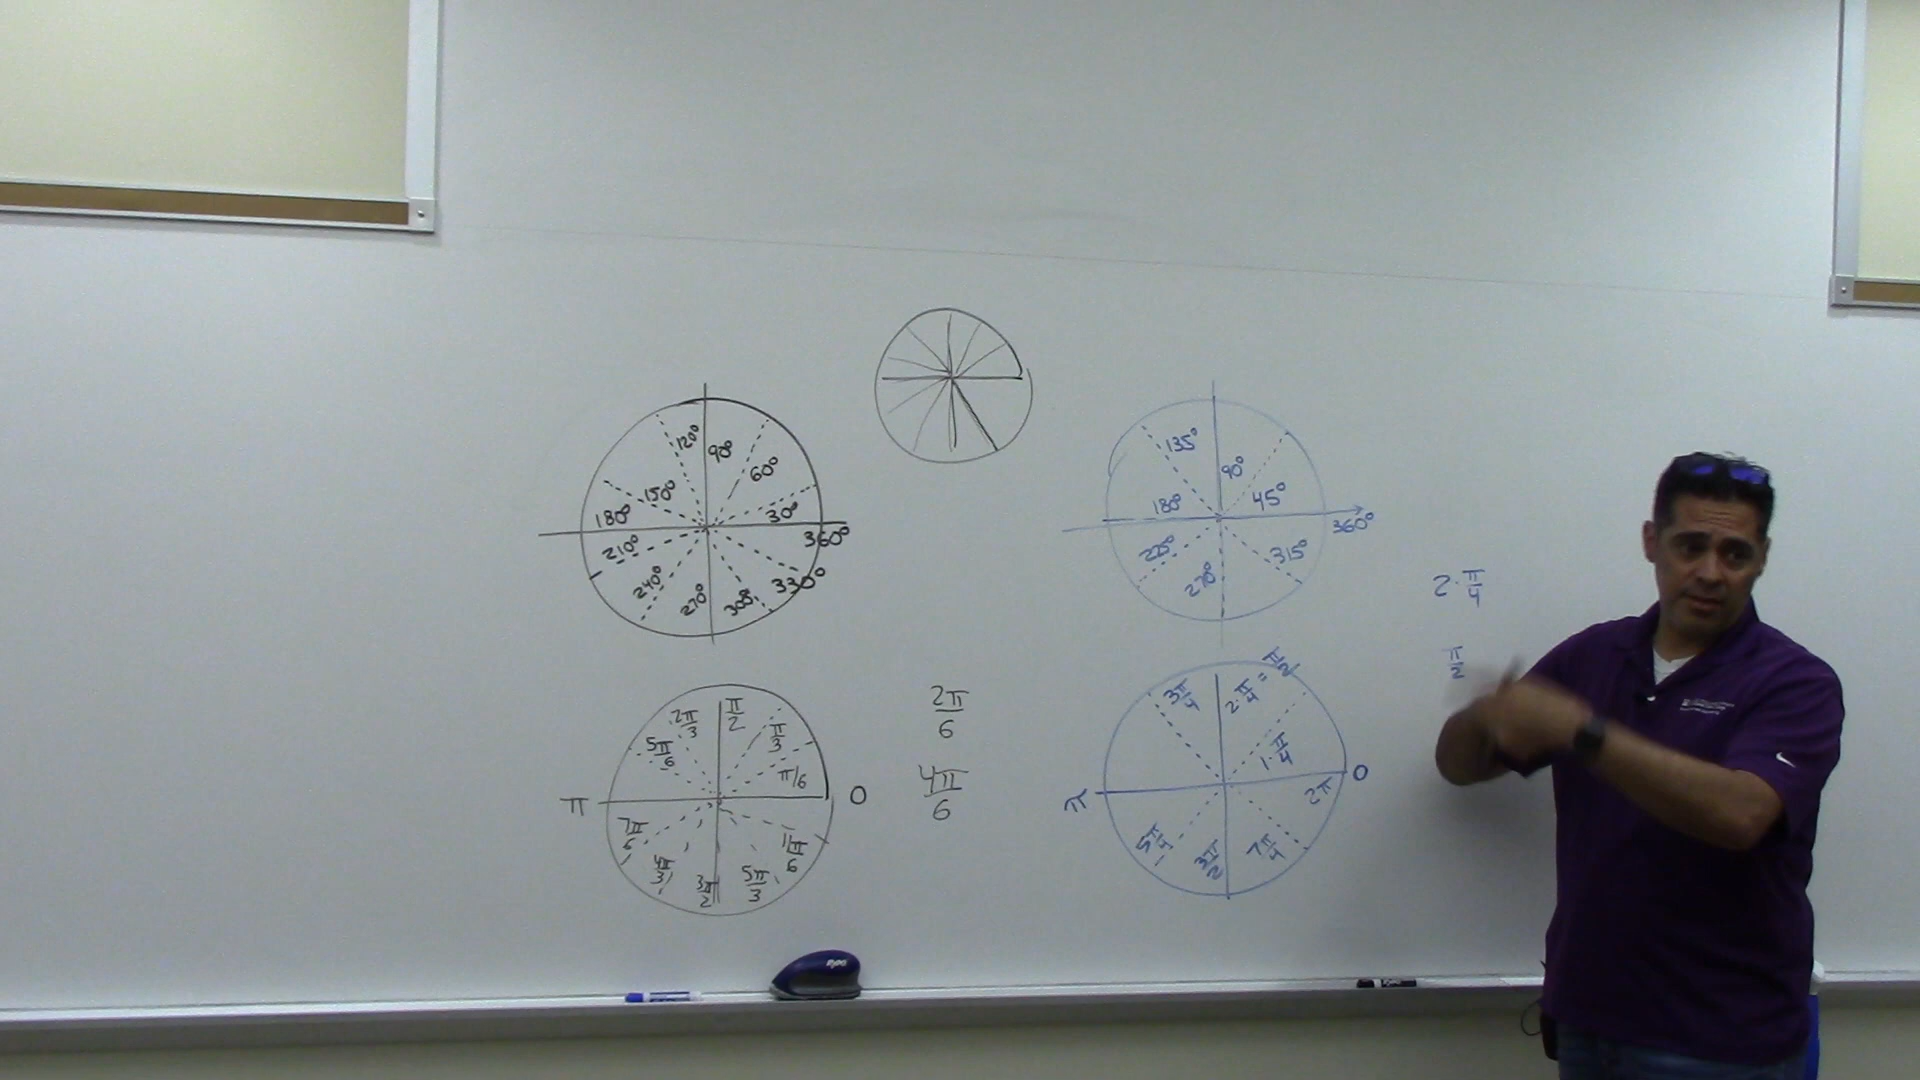 120°
90°
60°
150°
30°
180°
360°
210°
330°
240°
270°
300°
135°
90°
45°
180°
360°
225°
315°
270°
2π/3
π/2
π/3
5π/6
π/6
π
0
7π/6
11π/6
4π/3
3π/2
5π/3
2π/6
4π/6
3π/4
2·π/4 = π/2
1·π/4
π
0
2π
5π/4
3π/2
7π/4
2·π/4
π/2
expo